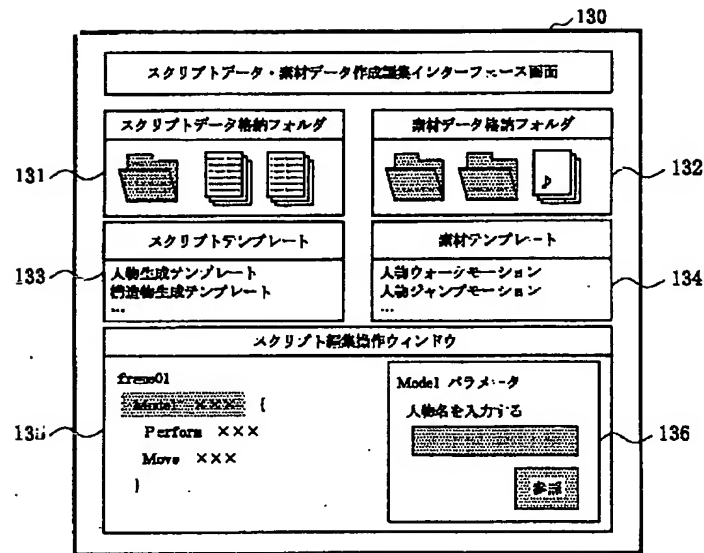 130
スクリプトデータ・素材データ作成編集インターフェース画面
スクリプトデータ格納フォルダ
素材データ格納フォルダ
131
132
スクリプトテンプレート
素材テンプレート
133
人物生成テンプレート
構造物生成テンプレート
...
人物ウォークモーション
人物ジャンプモーション
...
134
スクリプト編集操作ウィンドウ
frame01
Model ××× {
Perform ×××
Move ×××
}
Model パラメータ
人物名を入力する
136
参照